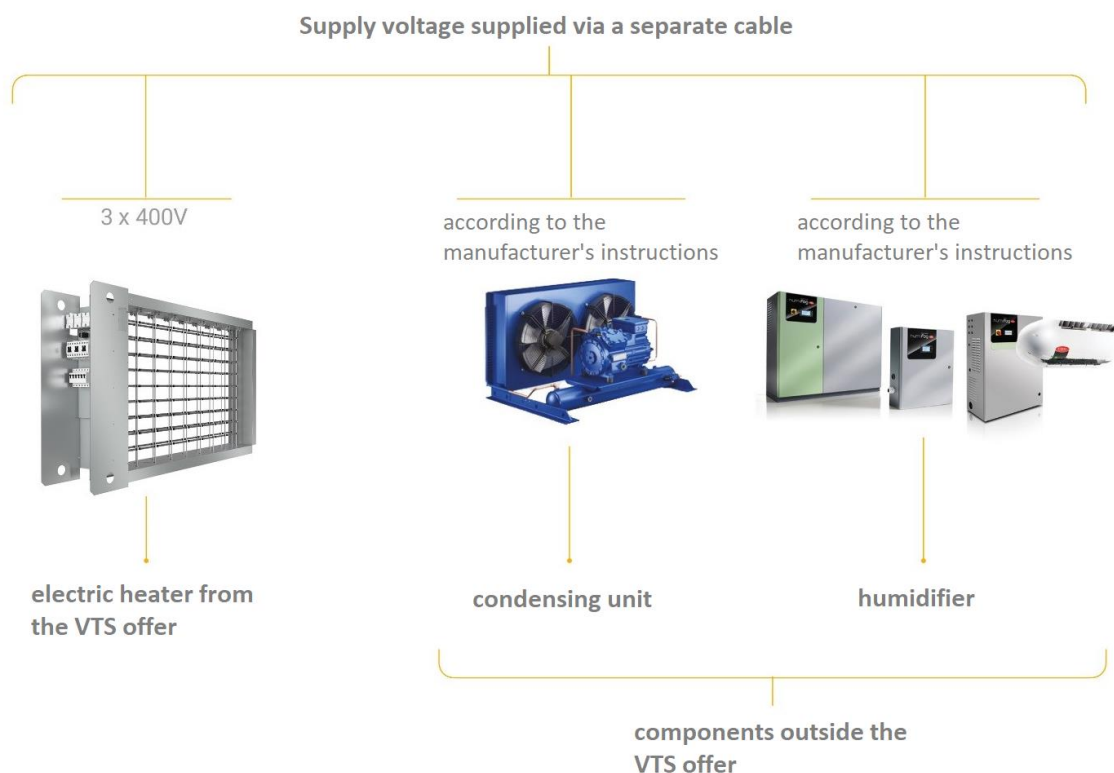 Supply voltage supplied via a separate cable
3 x 400V
according to the
manufacturer's instructions
according to the
manufacturer's instructions
electric heater from
the VTS offer
condensing unit
humidifier
components outside the
VTS offer